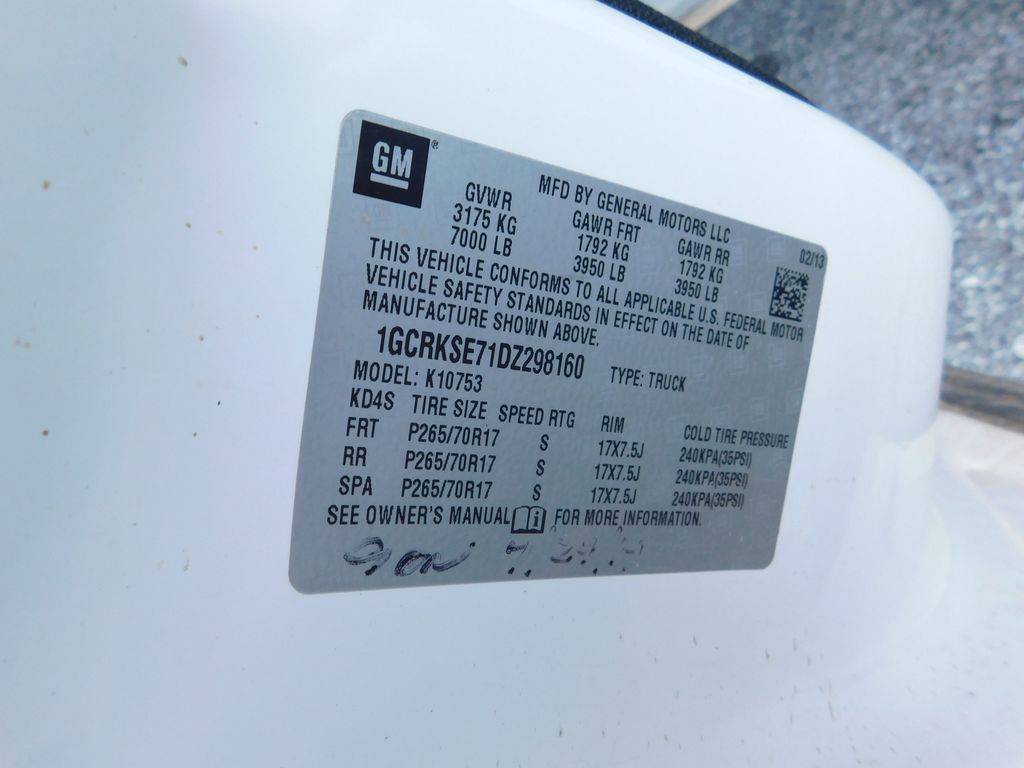 GM
MFD BY GENERAL MOTORS LLC
02/13
GVWR GAWR FRT GAWR RR
3175 KG 1792 KG 1792 KG
7000 LB 3950 LB 3950 LB
THIS VEHICLE CONFORMS TO ALL APPLICABLE U.S. FEDERAL MOTOR
VEHICLE SAFETY STANDARDS IN EFFECT ON THE DATE OF
MANUFACTURE SHOWN ABOVE.
1GCRKSE71DZ298160 TYPE: TRUCK
MODEL: K10753
KD4S TIRE SIZE SPEED RTG RIM COLD TIRE PRESSURE
FRT P265/70R17 S 17X7.5J 240KPA(35PSI)
RR P265/70R17 S 17X7.5J 240KPA(35PSI)
SPA P265/70R17 S 17X7.5J 240KPA(35PSI)
SEE OWNER'S MANUAL FOR MORE INFORMATION.